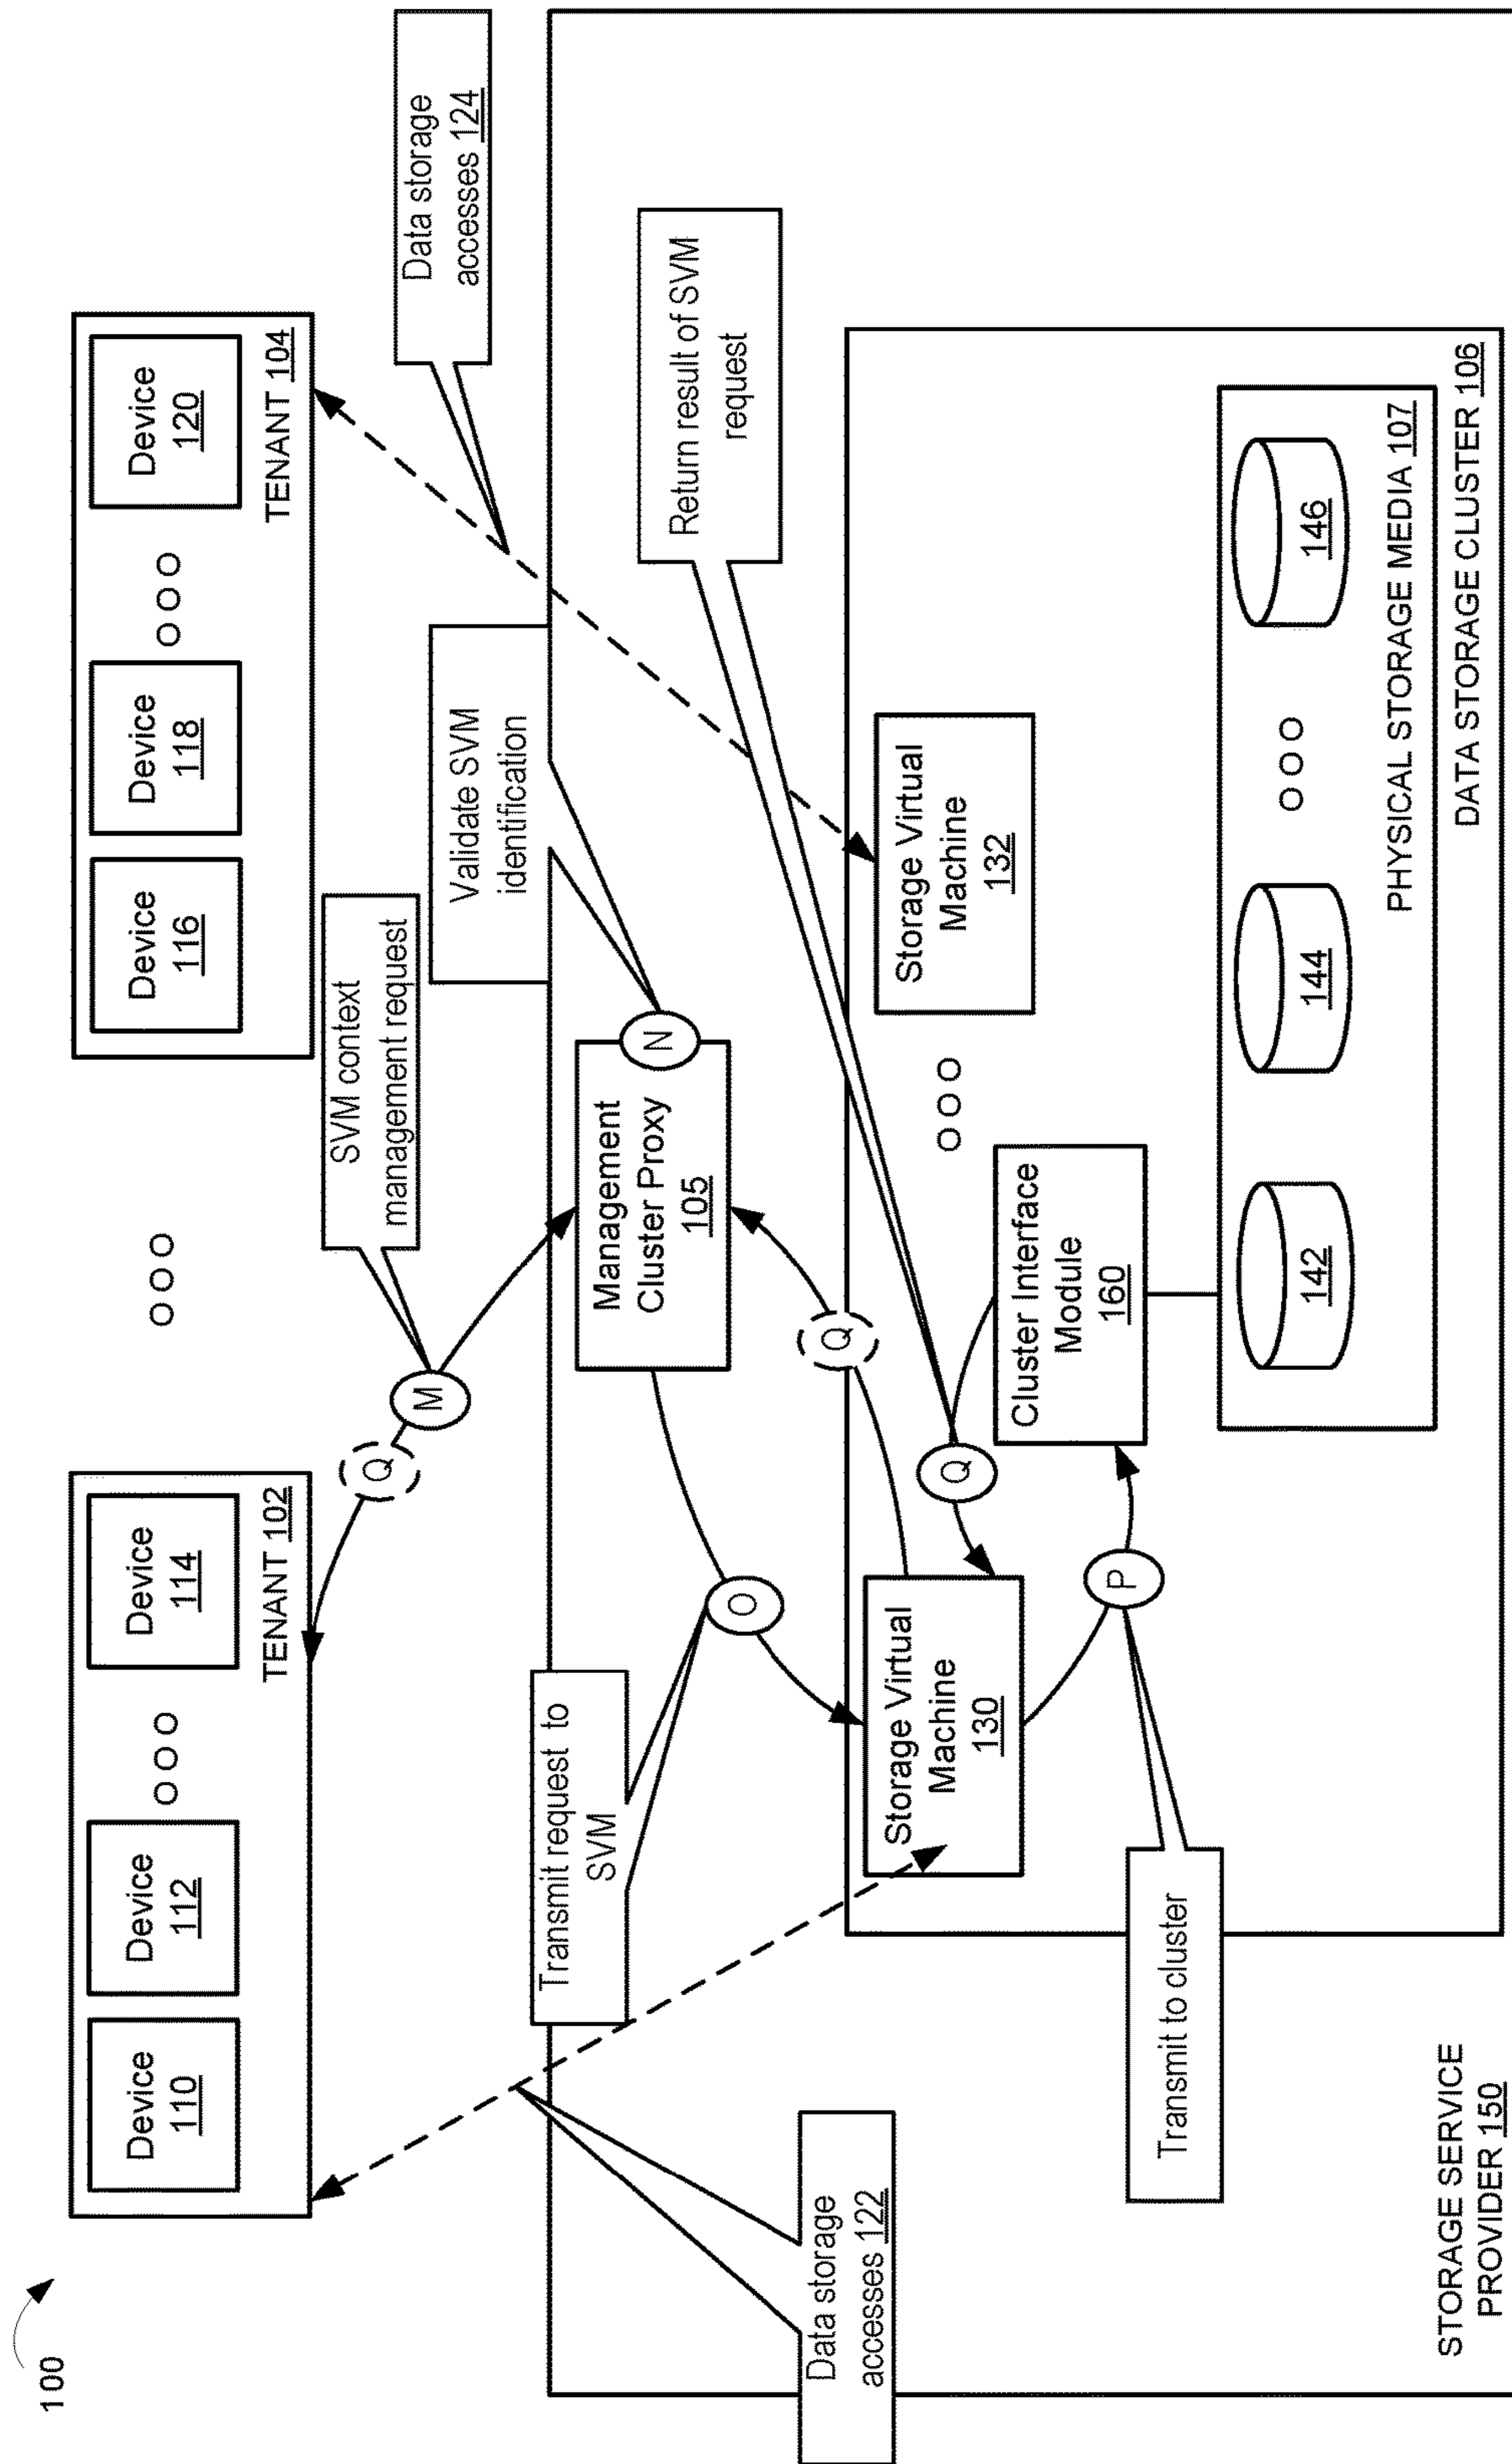 100
Device
110
Device
112
○○○
Device
114
TENANT 102
○○○
Device
116
Device
118
○○○
Device
120
TENANT 104
Q
M
SVM context
management request
Data storage
accesses 124
Validate SVM
identification
N
Management
Cluster Proxy
105
Transmit request to
SVM
O
Q
Return result of SVM
request
Data storage
accesses 122
Storage Virtual
Machine
130
Q
○○○
Storage Virtual
Machine
132
Cluster Interface
Module
160
P
Transmit to cluster
142
144
○○○
146
PHYSICAL STORAGE MEDIA 107
DATA STORAGE CLUSTER 106
STORAGE SERVICE
PROVIDER 150